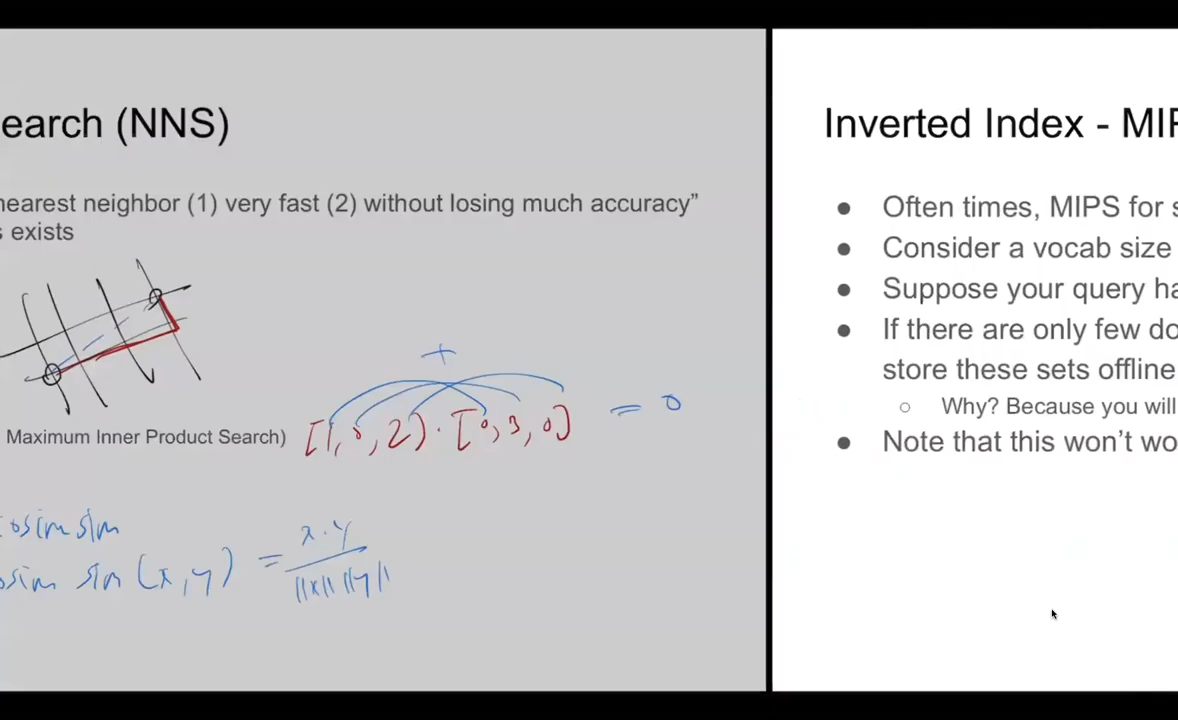 earch (NNS)
nearest neighbor (1) very fast (2) without losing much accuracy”
s exists
+
Maximum Inner Product Search) [1, 0, 2] · [0, 3, 0] = 0
cosim sim
cosim sim (x, y) = x · y / ||x|| ||y||
Inverted Index - MIP
● Often times, MIPS for s
● Consider a vocab size
● Suppose your query ha
● If there are only few do
store these sets offline
○ Why? Because you will
● Note that this won’t wo